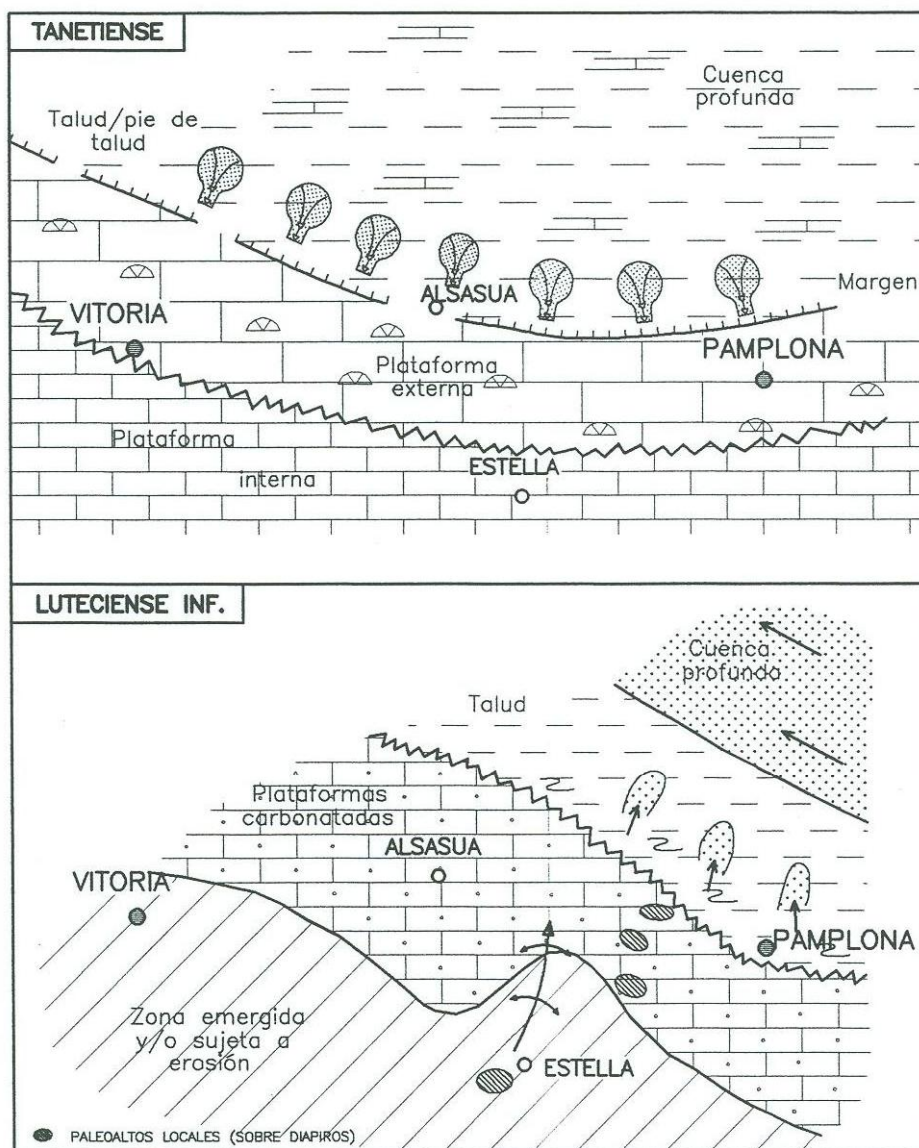 TANETIENSE
Cuenca
profunda
Talud/pie de
talud
ALSASUA
Margen
VITORIA
PAMPLONA
Plataforma
externa
Plataforma
interna
ESTELLA
LUTECIENSE INF.
Cuenca
profunda
Talud
Plataformas
carbonatadas
ALSASUA
VITORIA
PAMPLONA
Zona emergida
y/o sujeta a
erosión
ESTELLA
PALEOALTOS LOCALES (SOBRE DIAPIROS)